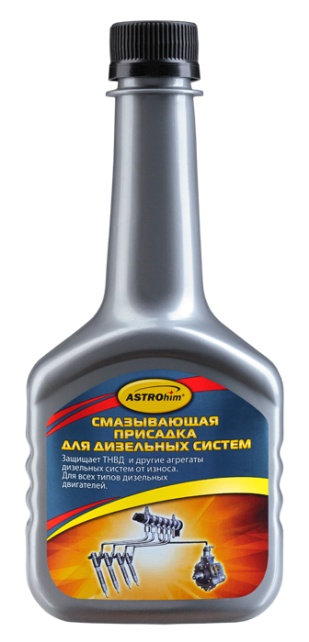 ASTROhim®
СМАЗЫВАЮЩАЯ
ПРИСАДКА
ДЛЯ ДИЗЕЛЬНЫХ СИСТЕМ
Защищает ТНВД и другие агрегаты
дизельных систем от износа.
Для всех типов дизельных
двигателей.